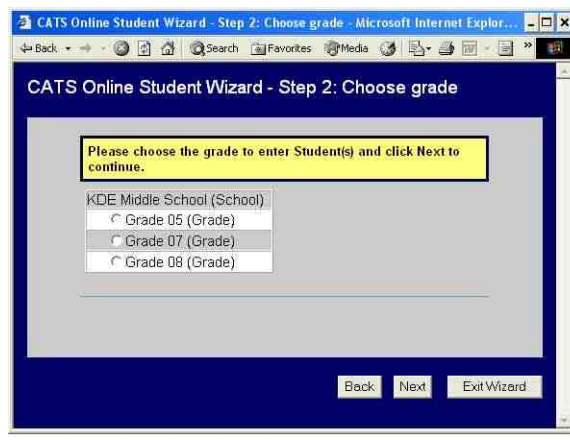 CATS Online Student Wizard - Step 2: Choose grade - Microsoft Internet Explor...
Back Search Favorites Media »
CATS Online Student Wizard - Step 2: Choose grade
Please choose the grade to enter Student(s) and click Next to
continue.
KDE Middle School (School)
Grade 05 (Grade)
Grade 07 (Grade)
Grade 08 (Grade)
Back Next Exit Wizard